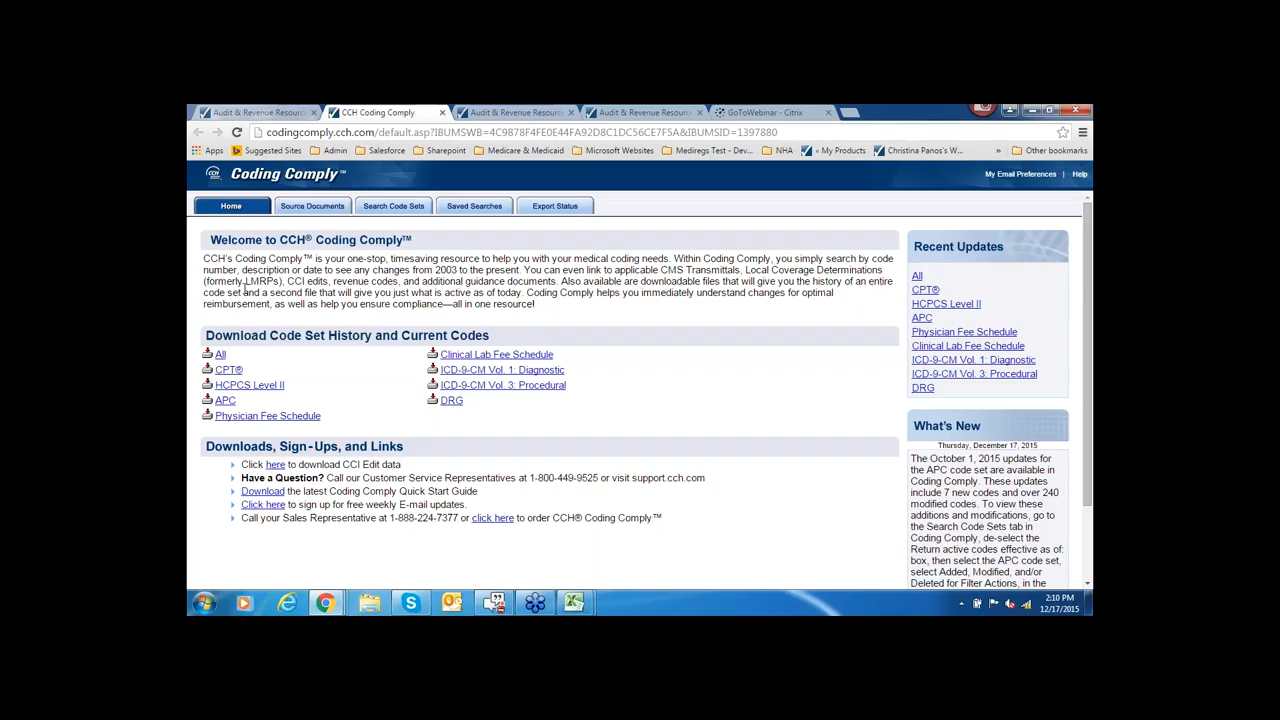 Audit & Revenue Resourc
CCH Coding Comply
Audit & Revenue Resourc
Audit & Revenue Resourc
GoToWebinar - Citrix
codingcomply.cch.com/default.asp?IBUMSWB=4C9878F4FE0E44FA92D8C1DC56CE7F5A&IBUMSID=1397880
Apps
Suggested Sites
Admin
Salesforce
Sharepoint
Medicare & Medicaid
Microsoft Websites
Mediregs Test - Dev...
NHA
« My Products
Christina Panos's W...
»
Other bookmarks
CCH
Coding Comply™
My Email Preferences | Help
Home
Source Documents
Search Code Sets
Saved Searches
Export Status
Welcome to CCH® Coding Comply™
CCH's Coding Comply™ is your one-stop, timesaving resource to help you with your medical coding needs. Within Coding Comply, you simply search by code
number, description or date to see any changes from 2003 to the present. You can even link to applicable CMS Transmittals, Local Coverage Determinations
(formerly LMRPs), CCI edits, revenue codes, and additional guidance documents. Also available are downloadable files that will give you the history of an entire
code set and a second file that will give you just what is active as of today. Coding Comply helps you immediately understand changes for optimal
reimbursement, as well as help you ensure compliance—all in one resource!
Download Code Set History and Current Codes
All
CPT®
HCPCS Level II
APC
Physician Fee Schedule
Clinical Lab Fee Schedule
ICD-9-CM Vol. 1: Diagnostic
ICD-9-CM Vol. 3: Procedural
DRG
Downloads, Sign-Ups, and Links
Click here to download CCI Edit data
Have a Question? Call our Customer Service Representatives at 1-800-449-9525 or visit support.cch.com
Download the latest Coding Comply Quick Start Guide
Click here to sign up for free weekly E-mail updates.
Call your Sales Representative at 1-888-224-7377 or click here to order CCH® Coding Comply™
Recent Updates
All
CPT®
HCPCS Level II
APC
Physician Fee Schedule
Clinical Lab Fee Schedule
ICD-9-CM Vol. 1: Diagnostic
ICD-9-CM Vol. 3: Procedural
DRG
What's New
Thursday, December 17, 2015
The October 1, 2015 updates for
the APC code set are available in
Coding Comply. These updates
include 7 new codes and over 240
modified codes. To view these
additions and modifications, go to
the Search Code Sets tab in
Coding Comply, de-select the
Return active codes effective as of:
box, then select the APC code set,
select Added, Modified, and/or
Deleted for Filter Actions, in the
2:10 PM
12/17/2015